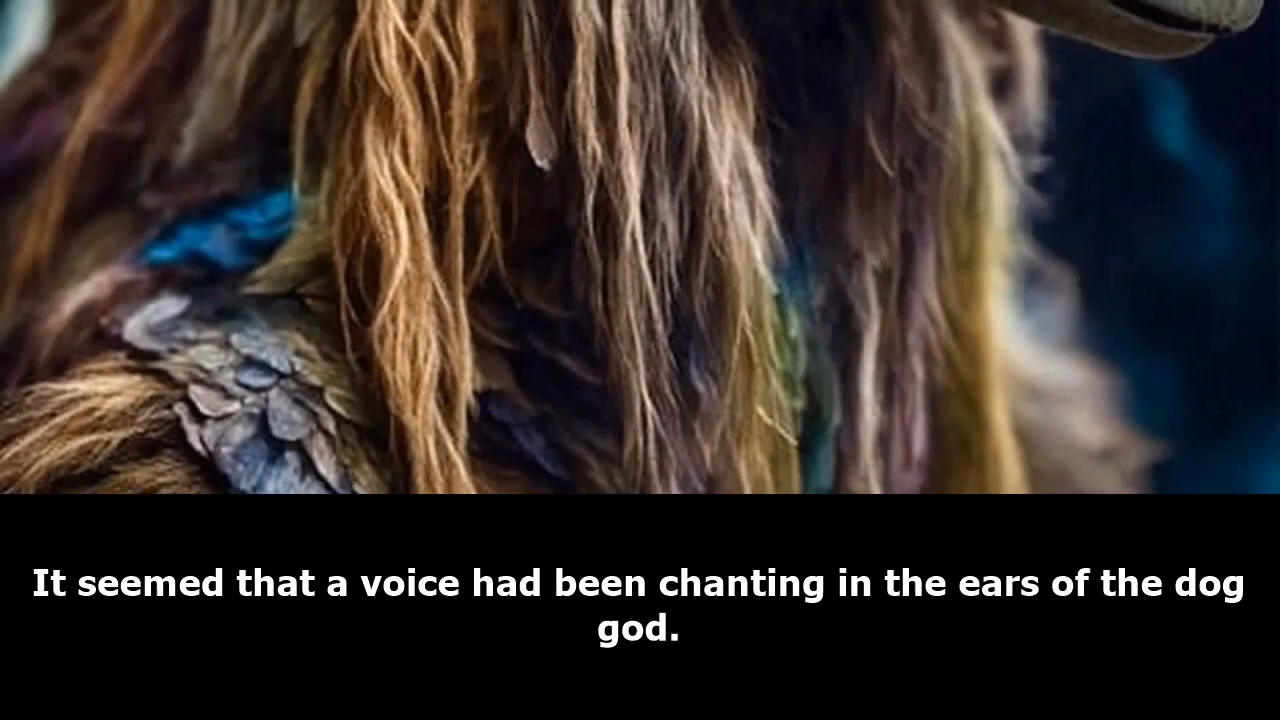 It seemed that a voice had been chanting in the ears of the dog
god.